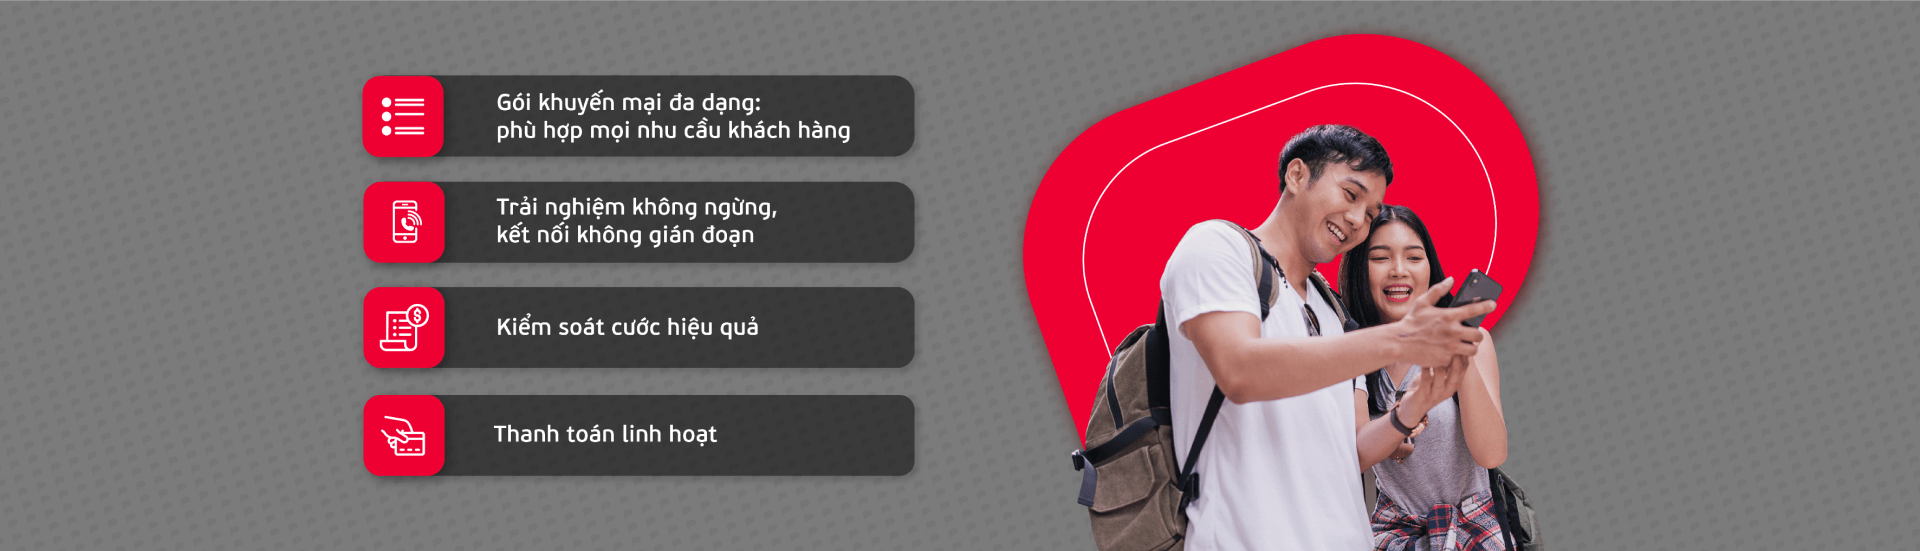 Gói khuyến mại đa dạng:
phù hợp mọi nhu cầu khách hàng
Trải nghiệm không ngừng,
kết nối không gián đoạn
Kiểm soát cước hiệu quả
Thanh toán linh hoạt